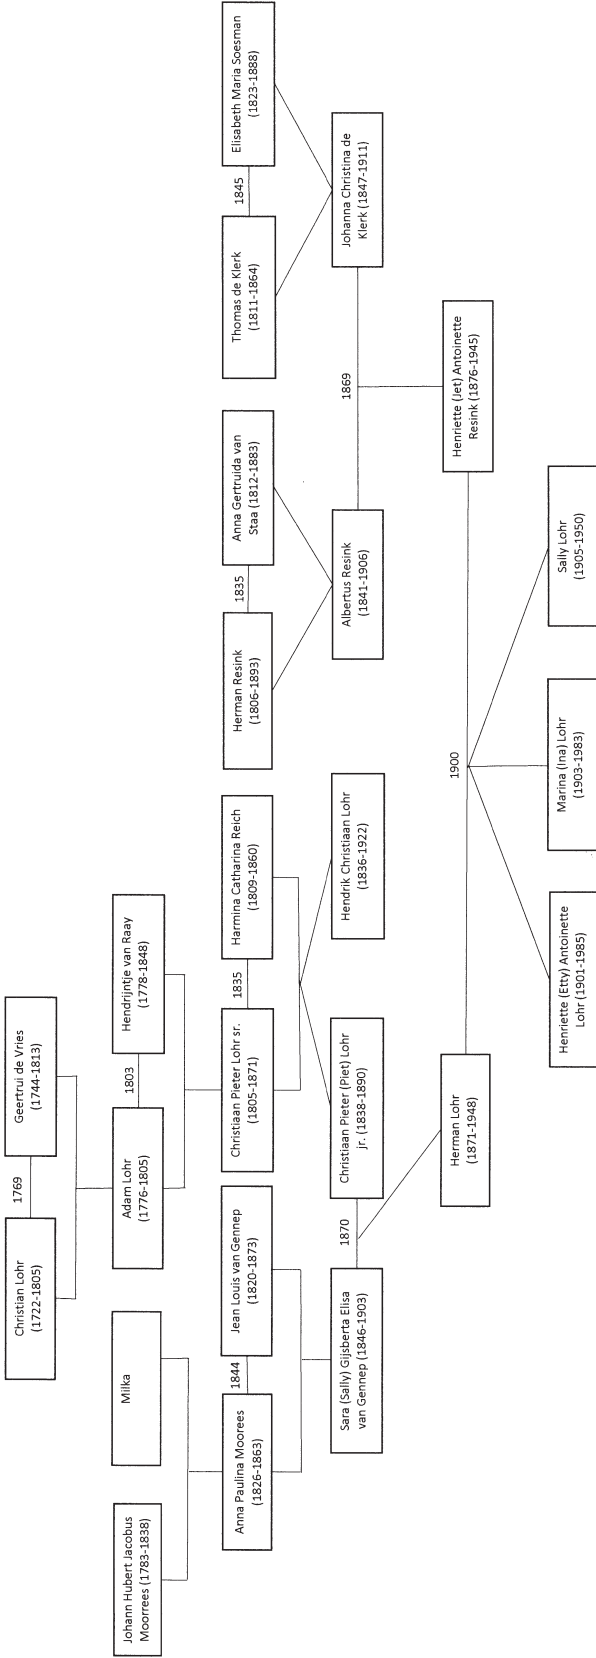 Christian Lohr
(1722-1805)
1769
Geertrui de Vries
(1744-1813)
Johann Hubert Jacobus
Moorrees (1783-1838)
Milka
Adam Lohr
(1776-1805)
1803
Hendrijntje van Raay
(1778-1848)
Anna Paulina Moorees
(1826-1863)
1844
Jean Louis van Gennep
(1820-1873)
Christiaan Pieter Lohr sr.
(1805-1871)
1835
Harmina Catharina Reich
(1809-1860)
Herman Resink
(1806-1893)
1835
Anna Gertruida van
Staa (1812-1883)
Thomas de Klerk
(1811-1864)
1845
Elisabeth Maria Soesman
(1823-1888)
Sara (Sally) Gijsberta Elisa
van Gennep (1846-1903)
1870
Christiaan Pieter (Piet) Lohr
jr. (1838-1890)
Hendrik Christiaan Lohr
(1836-1922)
Albertus Resink
(1841-1906)
1869
Johanna Christina de
Klerk (1847-1911)
Herman Lohr
(1871-1948)
1900
Henriette (Jet) Antoinette
Resink (1876-1945)
Henriette (Etty) Antoinette
Lohr (1901-1985)
Marina (Ina) Lohr
(1903-1983)
Sally Lohr
(1905-1950)